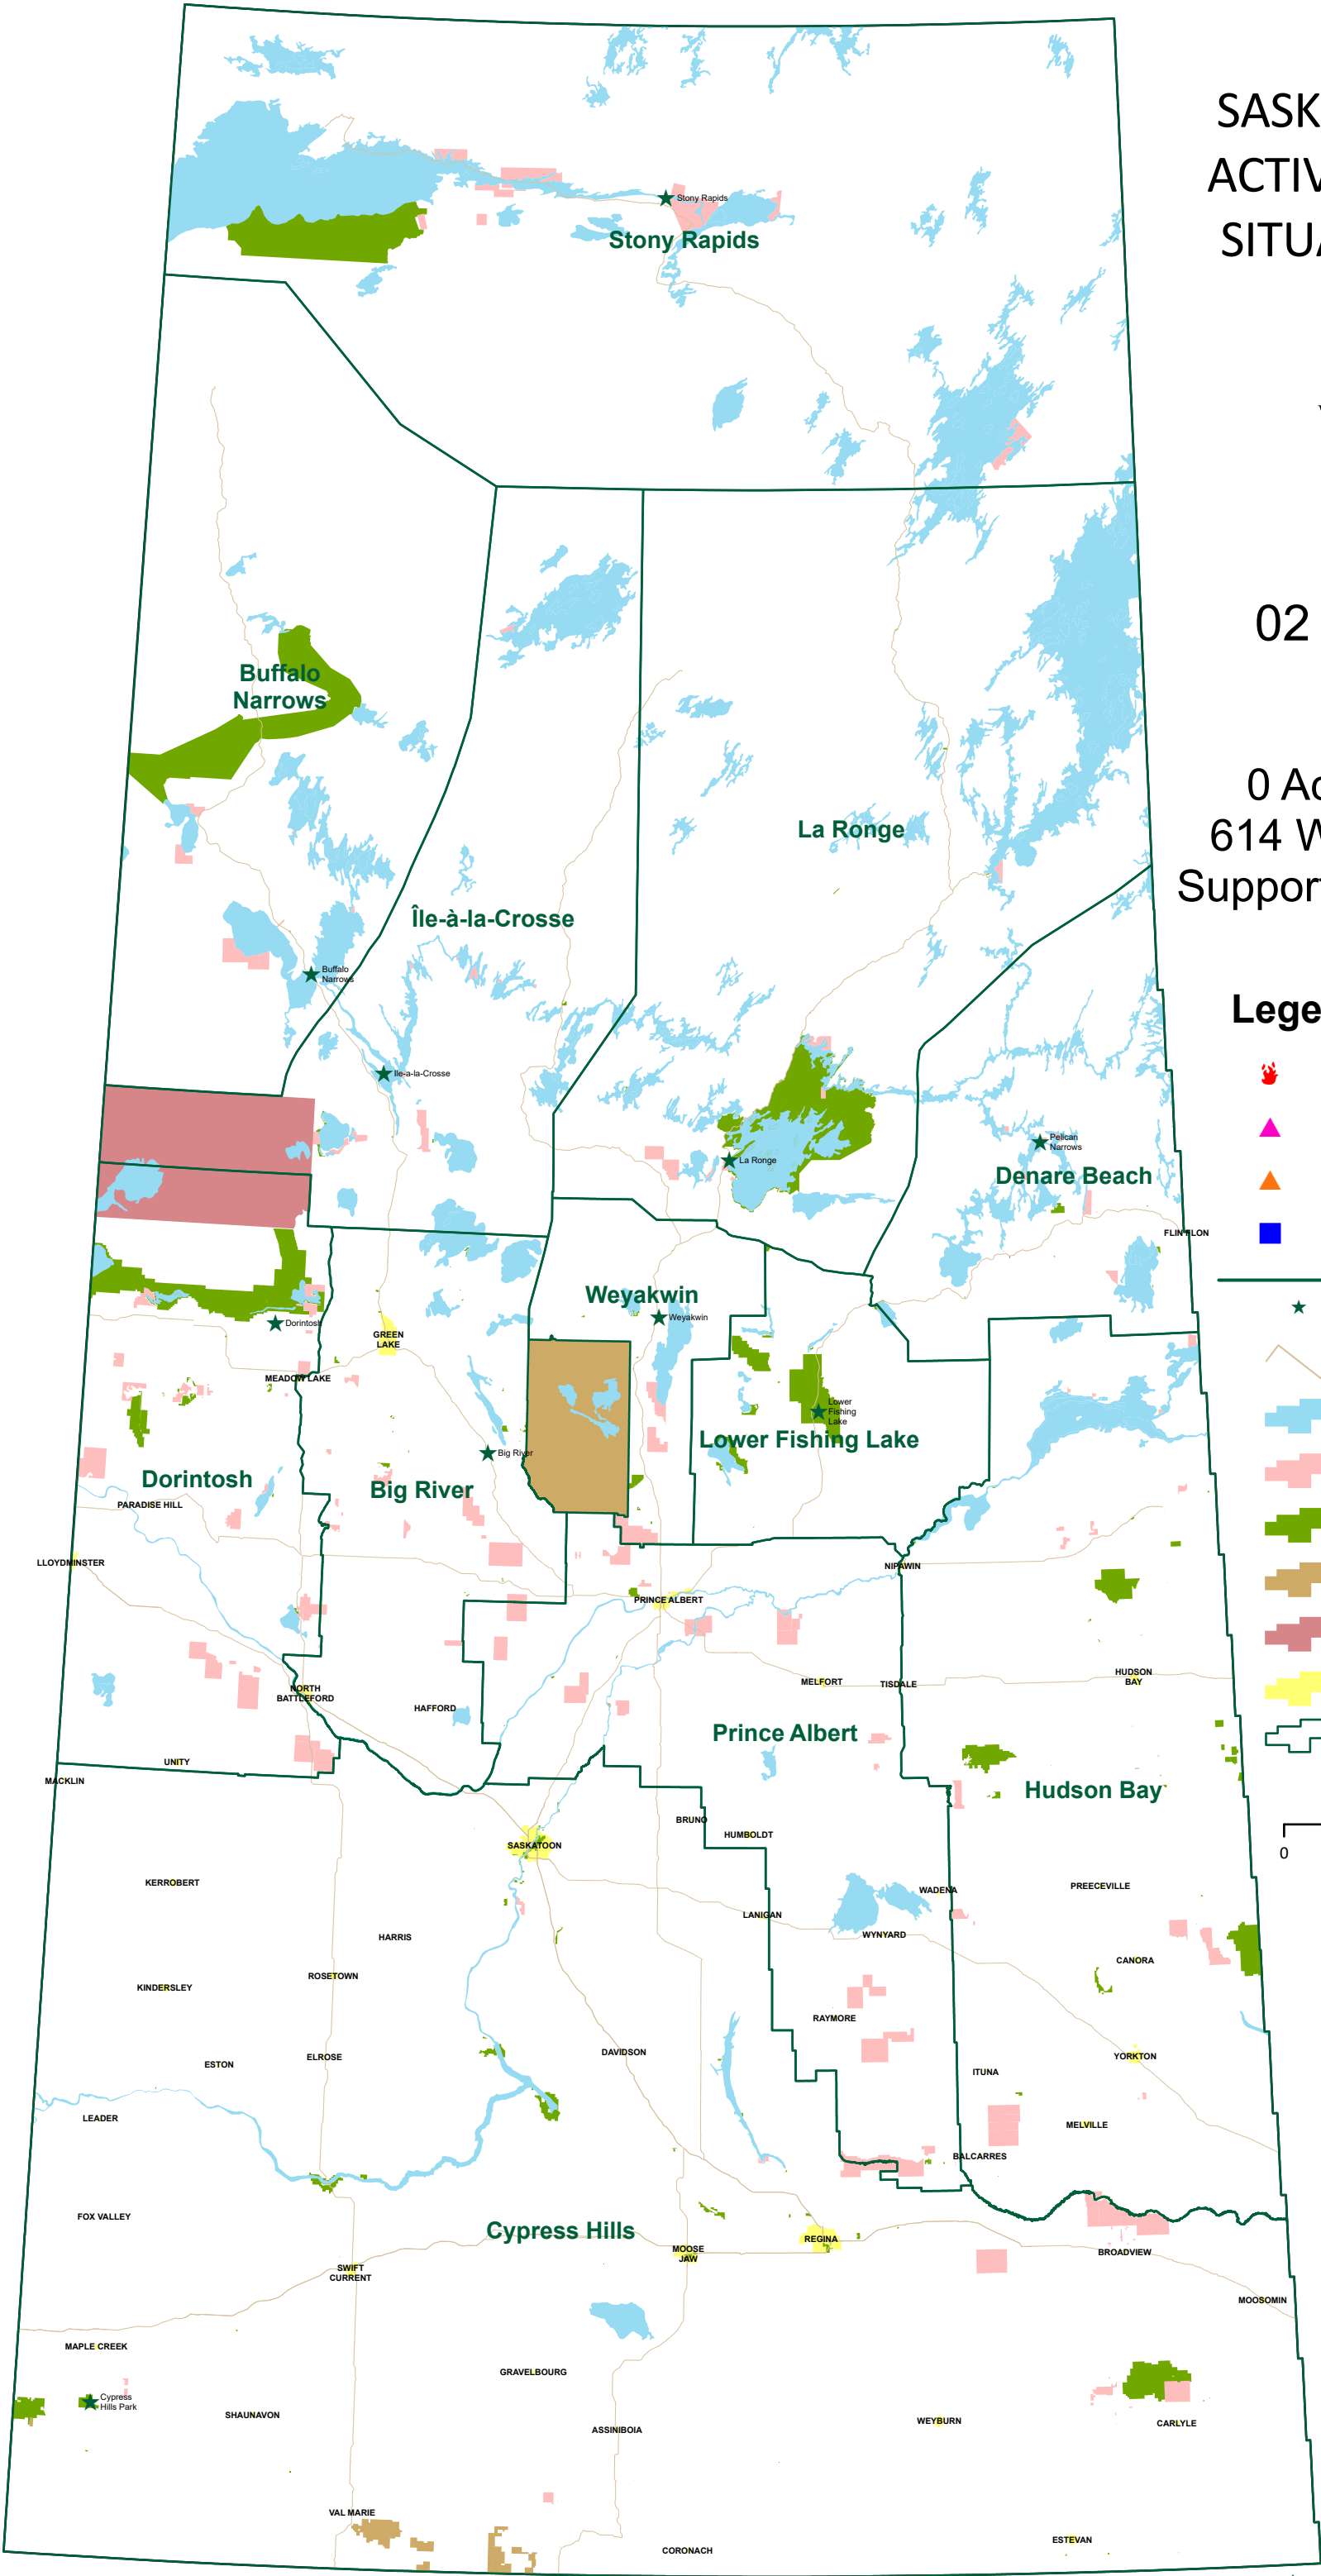 SASK
ACTIV
SITUA
02
0 Ac
614 W
Support
Lege
0
Stony Rapids
Stony Rapids
Buffalo
Narrows
La Ronge
Île-à-la-Crosse
Buffalo
Narrows
Ile-a-la-Crosse
Pelican
Narrows
La Ronge
Denare Beach
FLIN FLON
Weyakwin
Weyakwin
Dorintosh
GREEN
LAKE
MEADOW LAKE
Lower
Fishing
Lake
Lower Fishing Lake
Big River
Dorintosh
Big River
PARADISE HILL
LLOYDMINSTER
NIPAWIN
PRINCE ALBERT
HUDSON
BAY
MELFORT
TISDALE
NORTH
BATTLEFORD
HAFFORD
Prince Albert
UNITY
MACKLIN
Hudson Bay
BRUNO
HUMBOLDT
SASKATOON
KERROBERT
PREECEVILLE
WADENA
LANIGAN
WYNYARD
HARRIS
CANORA
ROSETOWN
KINDERSLEY
RAYMORE
DAVIDSON
YORKTON
ELROSE
ESTON
ITUNA
LEADER
MELVILLE
BALCARRES
FOX VALLEY
Cypress Hills
REGINA
MOOSE
JAW
BROADVIEW
SWIFT
CURRENT
MOOSOMIN
MAPLE CREEK
GRAVELBOURG
Cypress
Hills Park
SHAUNAVON
ASSINIBOIA
WEYBURN
CARLYLE
VAL MARIE
ESTEVAN
CORONACH